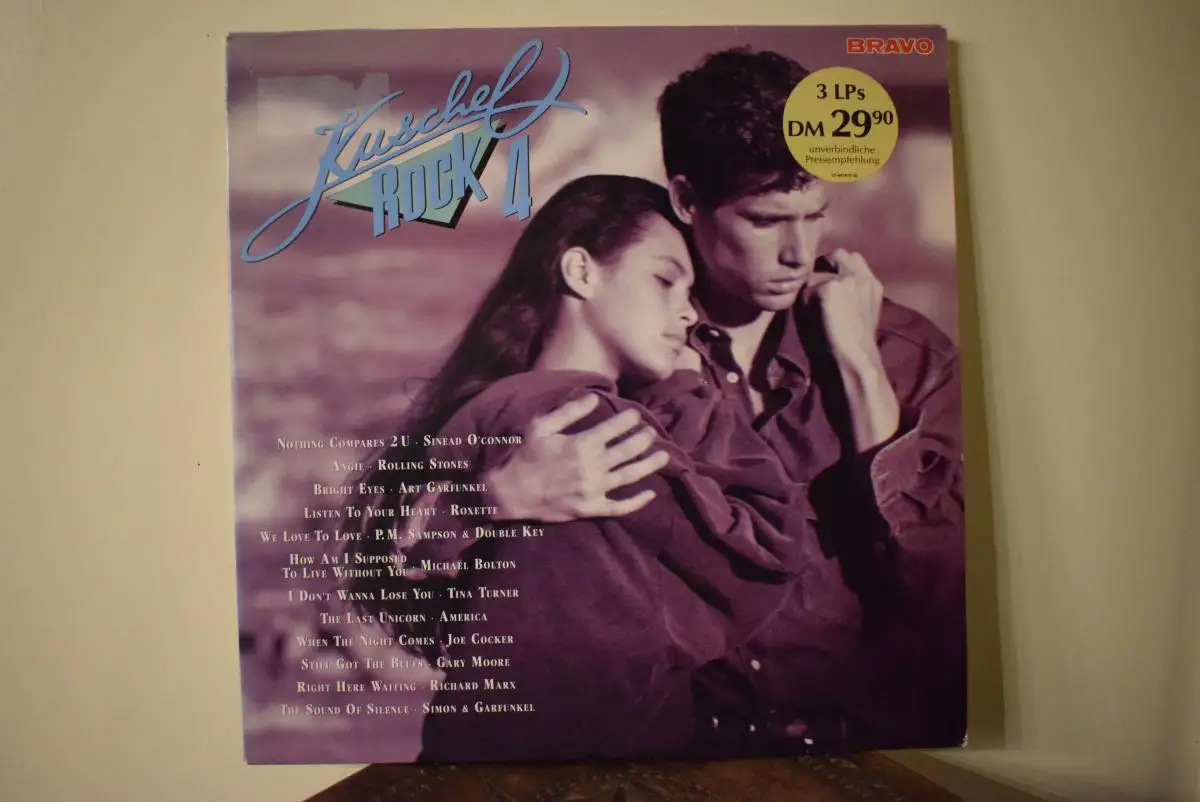 BRAVO
Kuschel
ROCK 4
3 LPs
DM 2990
unverbindliche
Preisempfehlung
NOTHING COMPARES 2 U · SINEAD O'CONNOR
ANGIE · ROLLING STONES
BRIGHT EYES · ART GARFUNKEL
LISTEN TO YOUR HEART · ROXETTE
WE LOVE TO LOVE · P.M. SAMPSON & DOUBLE KEY
HOW AM I SUPPOSED
TO LIVE WITHOUT YOU · MICHAEL BOLTON
I DON'T WANNA LOSE YOU · TINA TURNER
THE LAST UNICORN · AMERICA
WHEN THE NIGHT COMES · JOE COCKER
STILL GOT THE BLUES · GARY MOORE
RIGHT HERE WAITING · RICHARD MARX
THE SOUND OF SILENCE · SIMON & GARFUNKEL